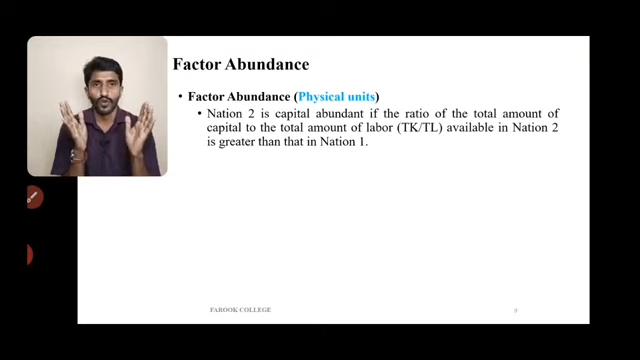 Factor Abundance
• Factor Abundance (Physical units)
• Nation 2 is capital abundant if the ratio of the total amount of
capital to the total amount of labor (TK/TL) available in Nation 2
is greater than that in Nation 1.
FAROOK COLLEGE